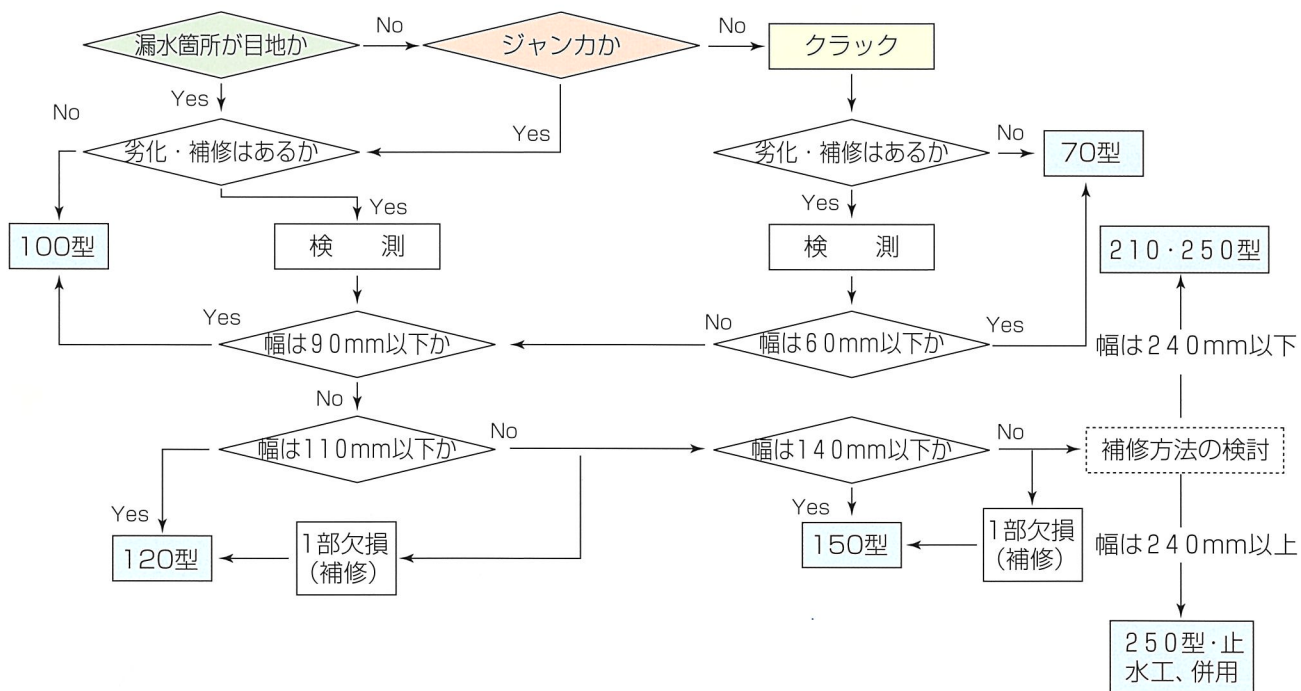 漏水箇所が目地か
No
ジャンカか
No
クラック
Yes
No
劣化・補修はあるか
Yes
劣化・補修はあるか
No
70型
Yes
Yes
100型
検　測
検　測
210・250型
Yes
幅は90mm以下か
No
幅は60mm以下か
Yes
幅は240mm以下
No
幅は110mm以下か
No
幅は140mm以下か
No
補修方法の検討
Yes
120型
1部欠損
(補修)
Yes
150型
1部欠損
(補修)
幅は240mm以上
250型・止
水工、併用